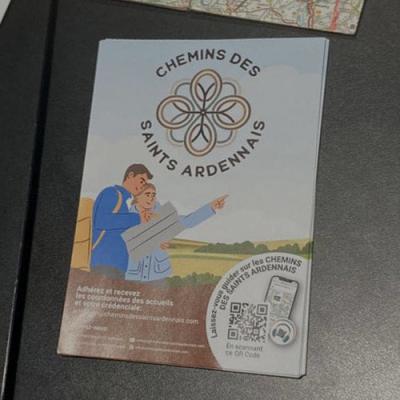 CHEMINS DES
SAINTS ARDENNAIS
Adhérez et recevez
les coordonnées des accueils
et votre crédenciale:
Laissez-vous guider sur les CHEMINS
DES SAINTS ARDENNAIS
En scannant
ce QR Code